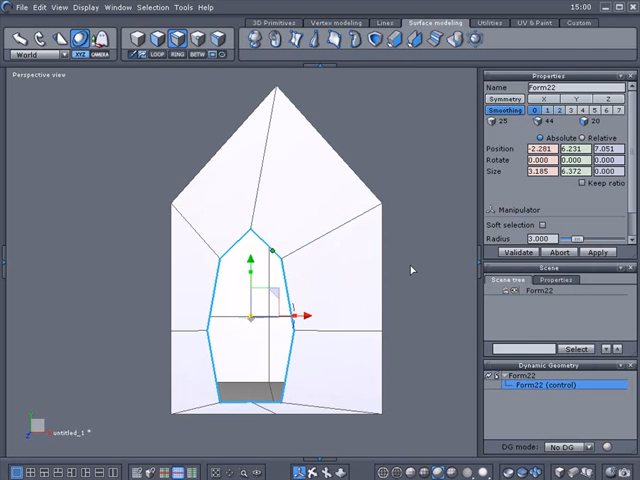 File Edit View Display Window Selection Tools Help
15:00
3D Primitives Vertex modeling Lines Surface modeling Utilities UV & Paint Custom
World XYZ CAMERA
LOOP RING BETW
Perspective view
Properties
Name Form22
Symmetry X Y Z
Smoothing 0 1 2 3 4 5 6 7
25 44 20
Absolute Relative
Position -2.281 6.231 7.051
Rotate 0.000 0.000 0.000
Size 3.185 6.372 0.000
Keep ratio
Manipulator
Soft selection
Radius 3.000
Validate Abort Apply
Scene
Scene tree Properties
Form22
Select
Dynamic Geometry
Form22
Form22 (control)
DG mode: No DG
Y
X
Z
untitled_1 *